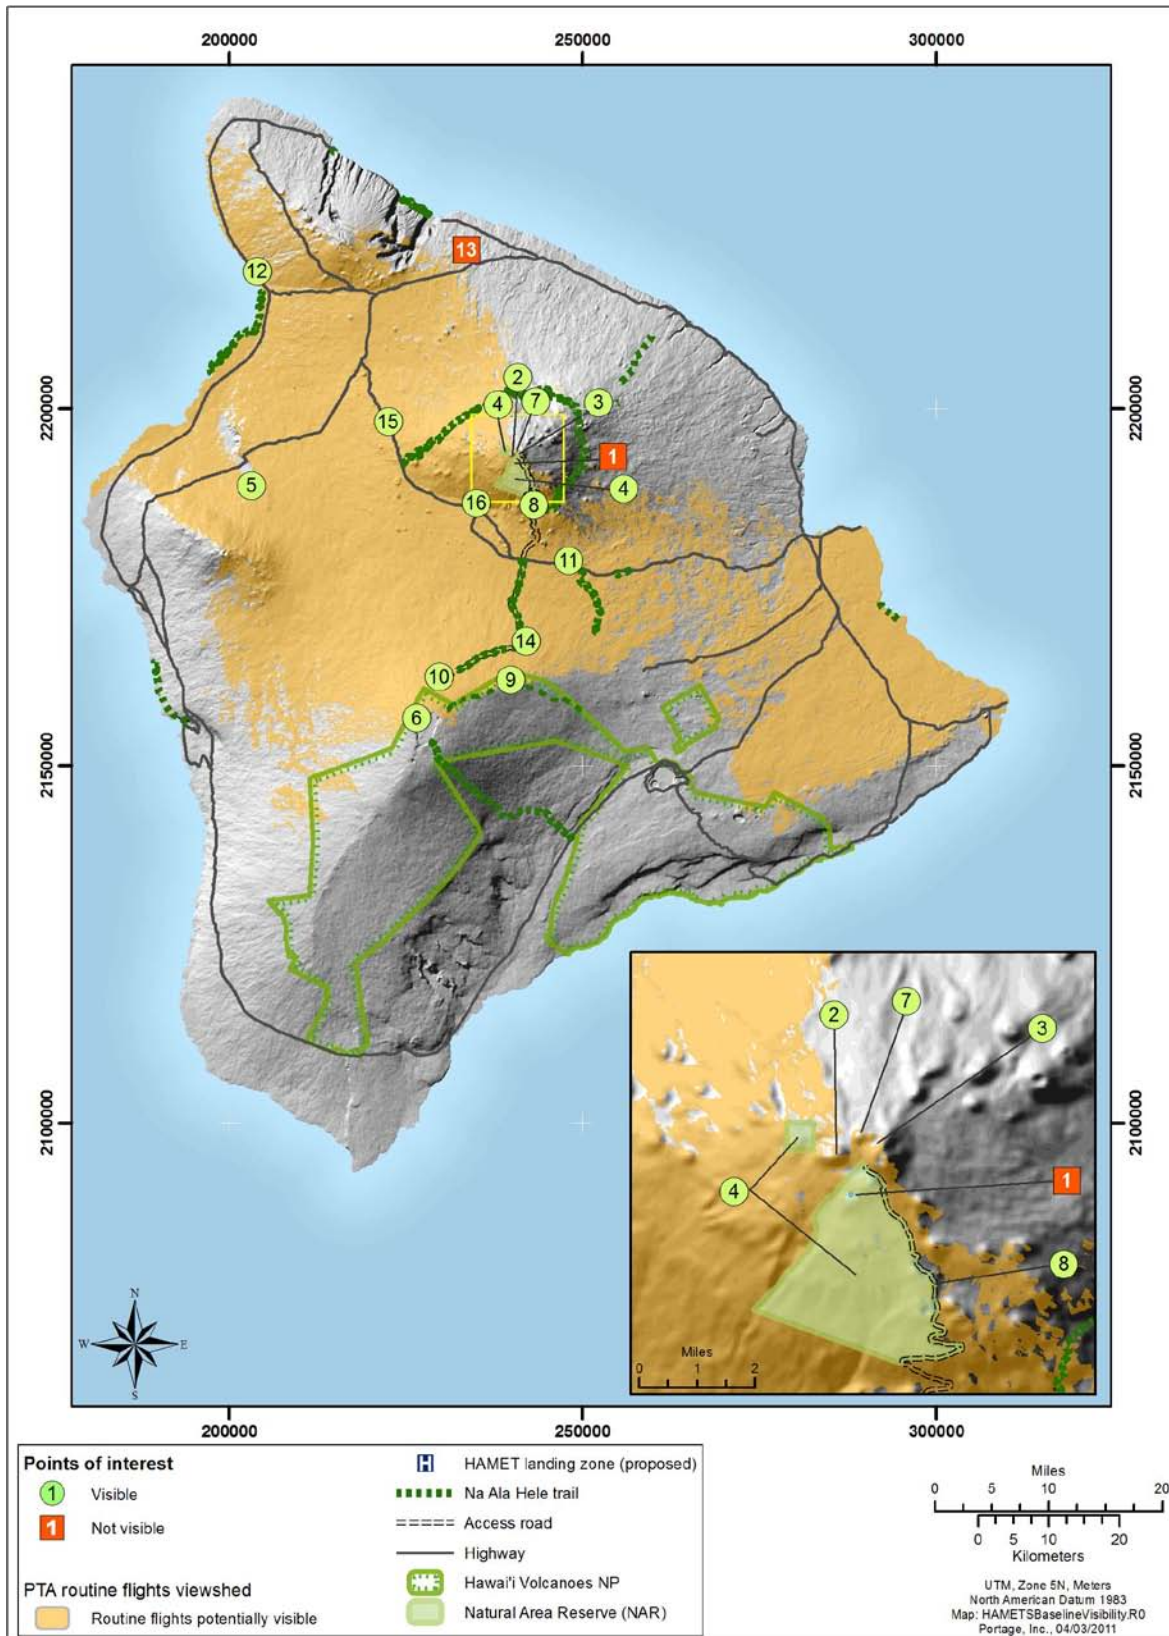 200000 250000 300000
13
12
2
4 7 3
15
1
5 4
16 8
11
14
10 9
6
2200000 2200000
2150000 2150000
2100000 2100000
7
2 3
1
4
8
Miles
0 1 2
N
W E
S
200000 250000 300000
Points of interest
1 Visible
1 Not visible
PTA routine flights viewshed
Routine flights potentially visible
H HAMET landing zone (proposed)
Na Ala Hele trail
Access road
Highway
Hawai'i Volcanoes NP
Natural Area Reserve (NAR)
Miles
0 5 10 20
0 5 10 20
Kilometers
UTM, Zone 5N, Meters
North American Datum 1983
Map: HAMETSBaselineVisibility.R0
Portage, Inc., 04/03/2011